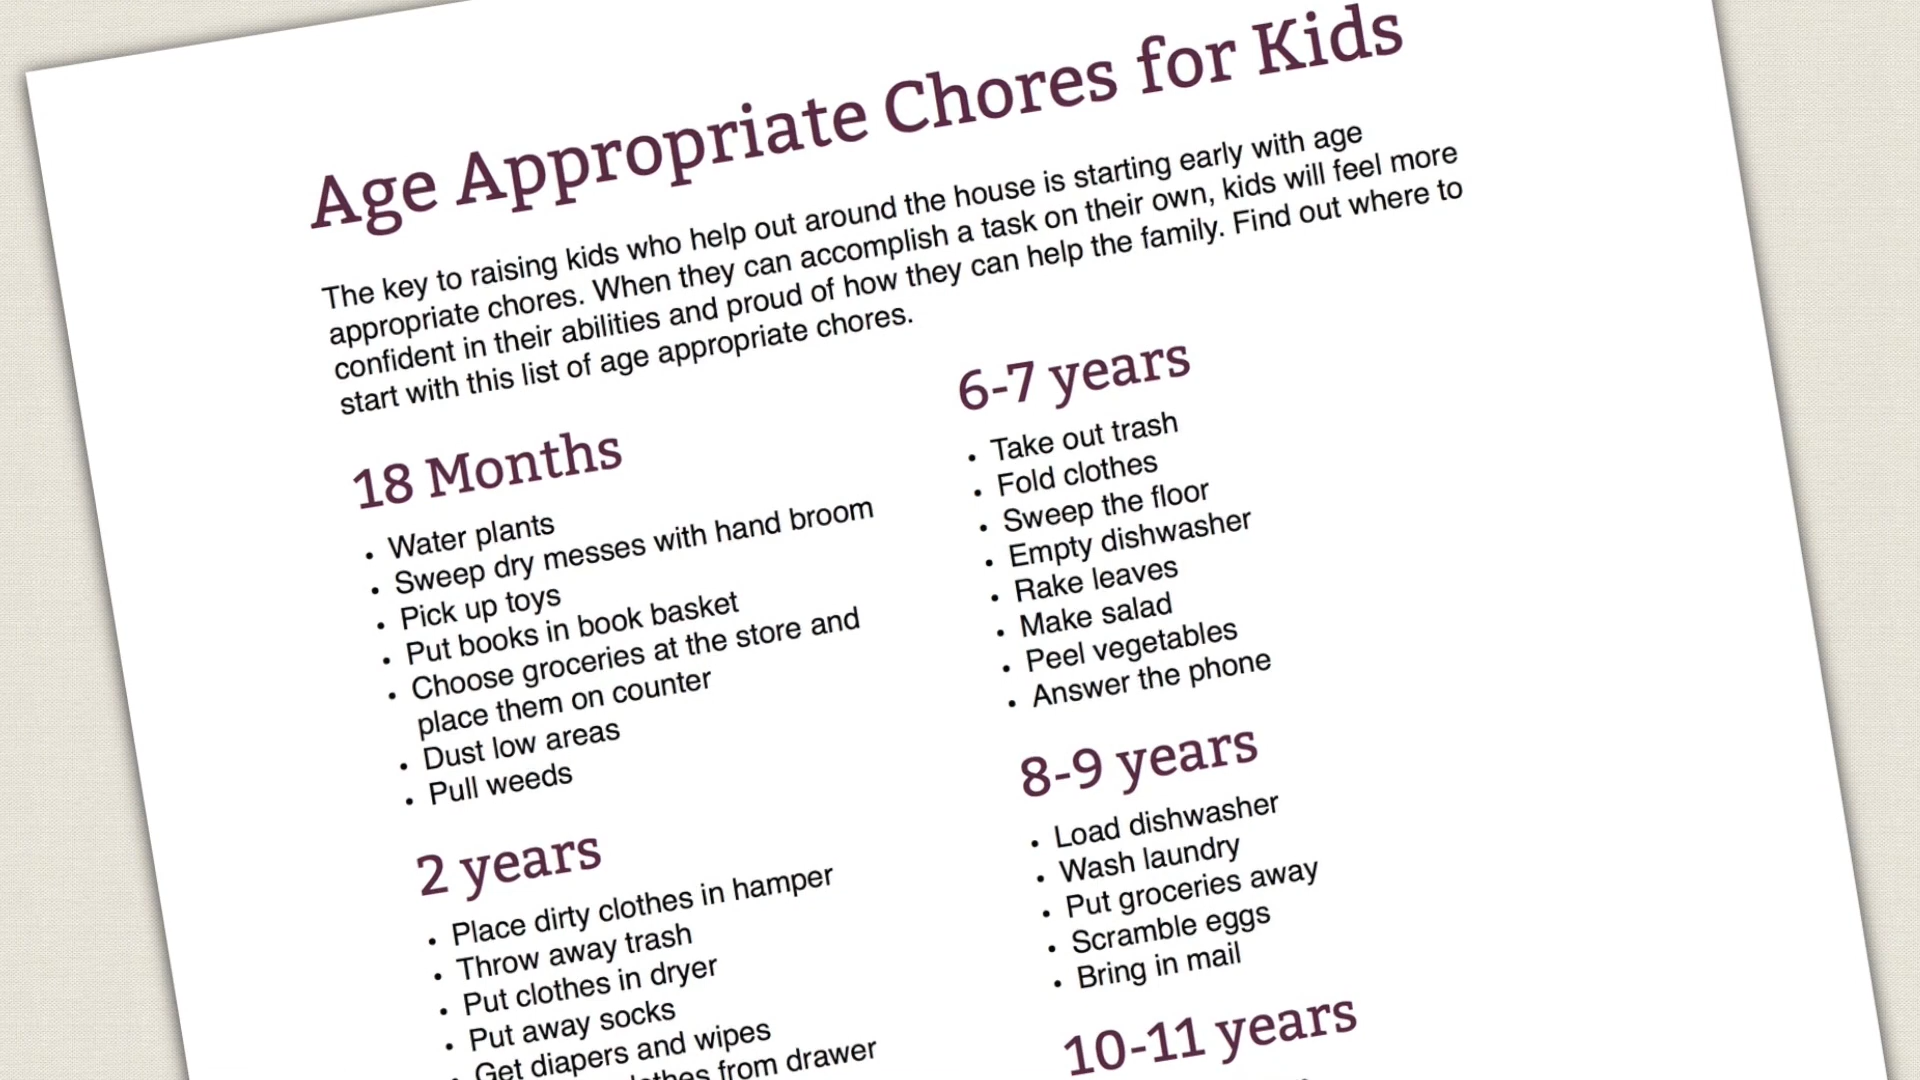 Age Appropriate Chores for Kids
The key to raising kids who help out around the house is starting early with age
appropriate chores. When they can accomplish a task on their own, kids will feel more
confident in their abilities and proud of how they can help the family. Find out where to
start with this list of age appropriate chores.
18 Months
• Water plants
• Sweep dry messes with hand broom
• Pick up toys
• Put books in book basket
• Choose groceries at the store and
place them on counter
• Dust low areas
• Pull weeds
2 years
• Place dirty clothes in hamper
• Throw away trash
• Put clothes in dryer
• Put away socks
• Get diapers and wipes
from drawer
6-7 years
• Take out trash
• Fold clothes
• Sweep the floor
• Empty dishwasher
• Rake leaves
• Make salad
• Peel vegetables
• Answer the phone
8-9 years
• Load dishwasher
• Wash laundry
• Put groceries away
• Scramble eggs
• Bring in mail
10-11 years